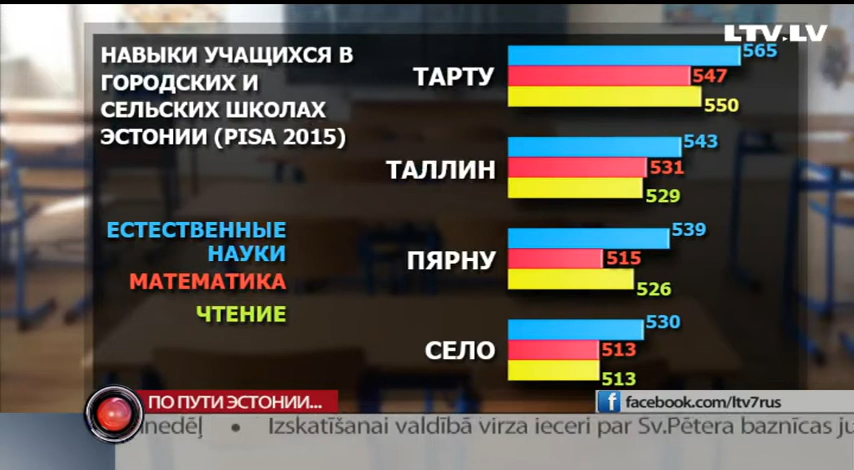 LTV.LV
НАВЫКИ УЧАЩИХСЯ В
ГОРОДСКИХ И
СЕЛЬСКИХ ШКОЛАХ
ЭСТОНИИ (PISA 2015)
ЕСТЕСТВЕННЫЕ
НАУКИ
МАТЕМАТИКА
ЧТЕНИЕ
ТАРТУ
565
547
550
ТАЛЛИН
543
531
529
ПЯРНУ
539
515
526
СЕЛО
530
513
513
ПО ПУТИ ЭСТОНИИ...
facebook.com/ltv7rus
nedēļ • Izskatīšanai valdībā virza ieceri par Sv.Pētera baznīcas ju